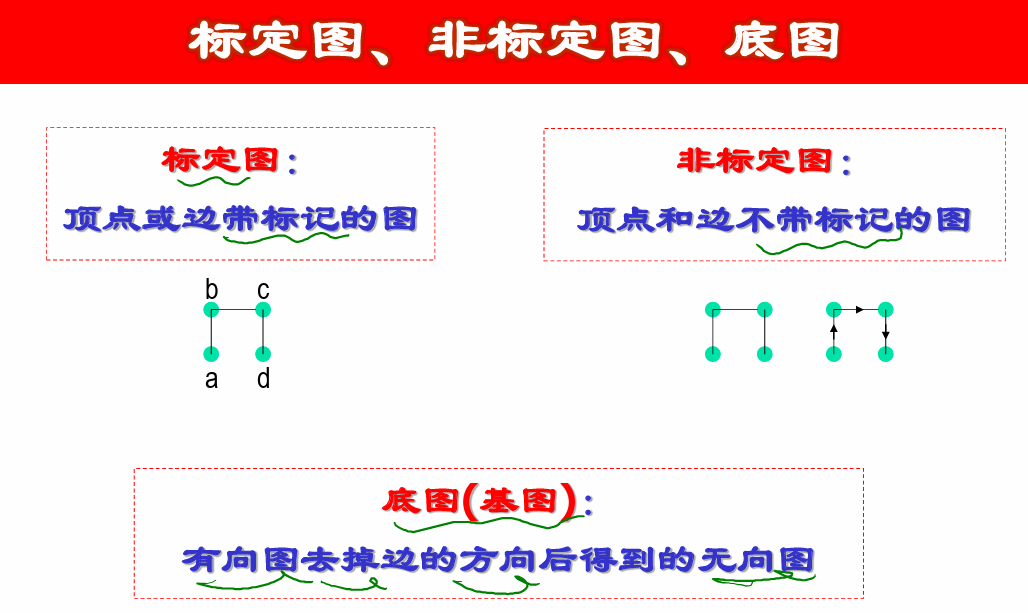 标定图、非标定图、底图
标定图：
顶点或边带标记的图
非标定图：
顶点和边不带标记的图
b c
a d
底图(基图)：
有向图去掉边的方向后得到的无向图